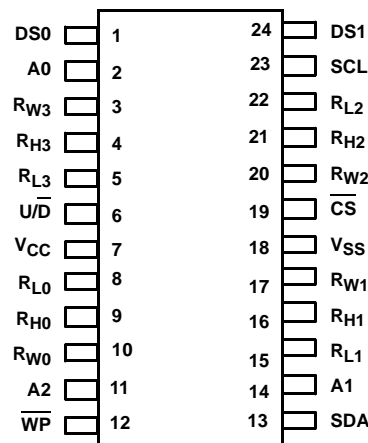 DS0 1 24 DS1
A0 2 23 SCL
RW3 3 22 RL2
RH3 4 21 RH2
RL3 5 20 RW2
U/D̅ 6 19 C̅S̅
VCC 7 18 VSS
RL0 8 17 RW1
RH0 9 16 RH1
RW0 10 15 RL1
A2 11 14 A1
W̅P̅ 12 13 SDA